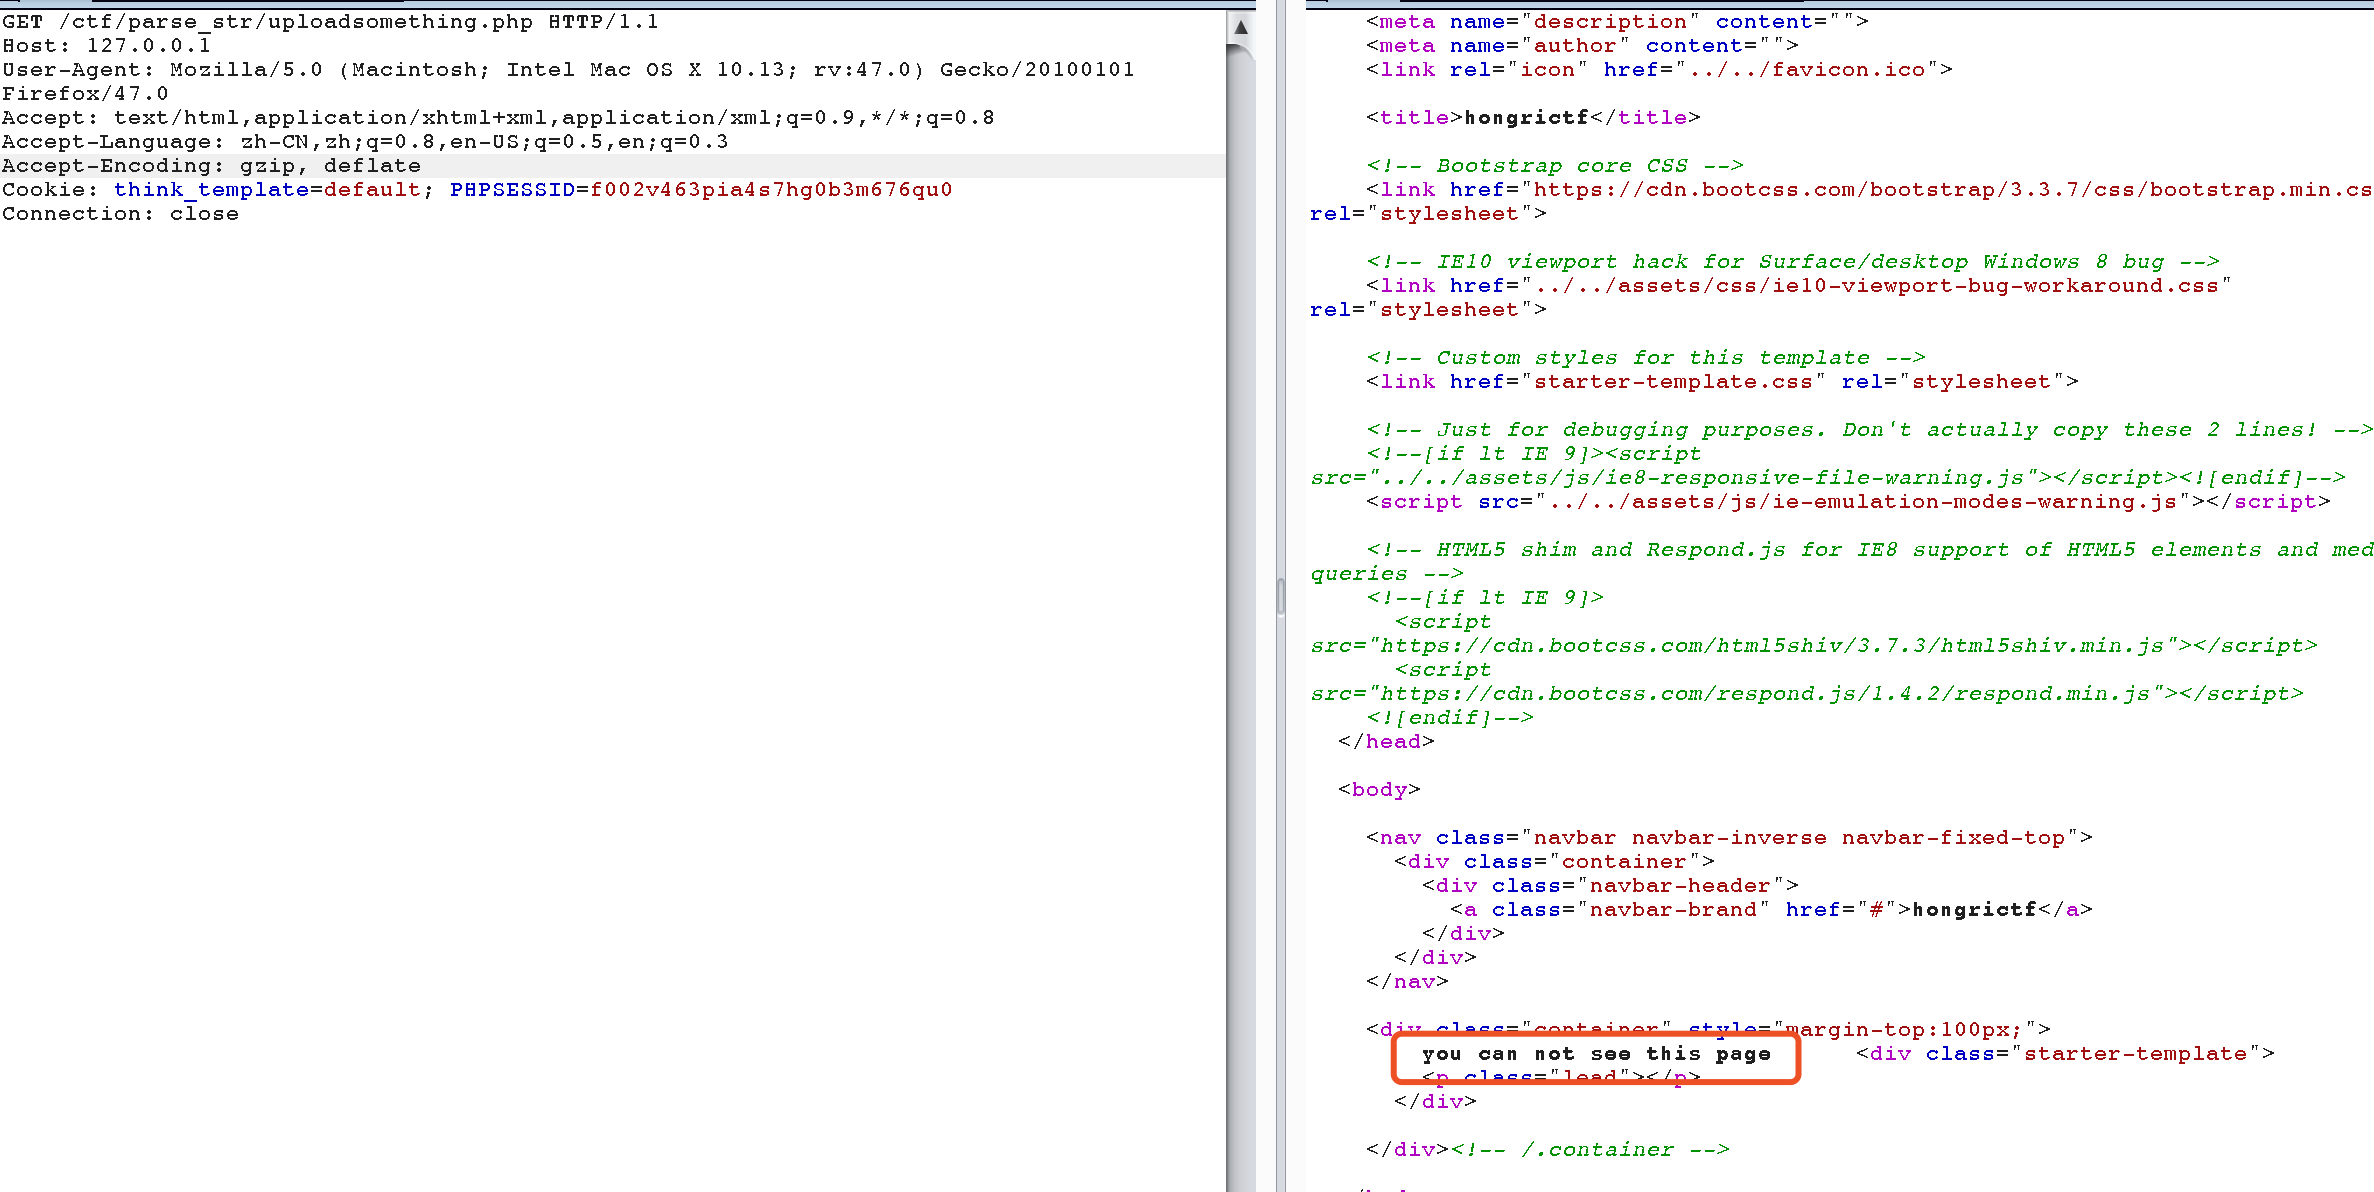 GET /ctf/parse_str/uploadsomething.php HTTP/1.1
Host: 127.0.0.1
User-Agent: Mozilla/5.0 (Macintosh; Intel Mac OS X 10.13; rv:47.0) Gecko/20100101
Firefox/47.0
Accept: text/html,application/xhtml+xml,application/xml;q=0.9,*/*;q=0.8
Accept-Language: zh-CN,zh;q=0.8,en-US;q=0.5,en;q=0.3
Accept-Encoding: gzip, deflate
Cookie: think_template=default; PHPSESSID=f002v463pia4s7hg0b3m676qu0
Connection: close
<meta name="description" content="">
<meta name="author" content="">
<link rel="icon" href="../../favicon.ico">
<title>hongrictf</title>
<!-- Bootstrap core CSS -->
<link href="https://cdn.bootcss.com/bootstrap/3.3.7/css/bootstrap.min.cs
rel="stylesheet">
<!-- IE10 viewport hack for Surface/desktop Windows 8 bug -->
<link href="../../assets/css/ie10-viewport-bug-workaround.css"
rel="stylesheet">
<!-- Custom styles for this template -->
<link href="starter-template.css" rel="stylesheet">
<!-- Just for debugging purposes. Don't actually copy these 2 lines! -->
<!--[if lt IE 9]><script
src="../../assets/js/ie8-responsive-file-warning.js"></script><![endif]-->
<script src="../../assets/js/ie-emulation-modes-warning.js"></script>
<!-- HTML5 shim and Respond.js for IE8 support of HTML5 elements and med
queries -->
<!--[if lt IE 9]>
<script
src="https://cdn.bootcss.com/html5shiv/3.7.3/html5shiv.min.js"></script>
<script
src="https://cdn.bootcss.com/respond.js/1.4.2/respond.min.js"></script>
<![endif]-->
</head>
<body>
<nav class="navbar navbar-inverse navbar-fixed-top">
<div class="container">
<div class="navbar-header">
<a class="navbar-brand" href="#">hongrictf</a>
</div>
</div>
</nav>
<div class="container" style="margin-top:100px;">
you can not see this page <div class="starter-template">
<p class="lead"></p>
</div>
</div><!-- /.container -->